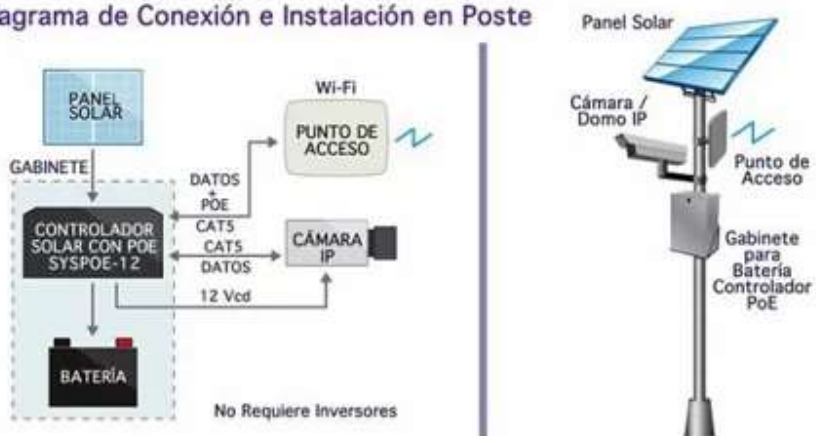 agrama de Conexión e Instalación en Poste
PANEL
SOLAR
GABINETE
CONTROLADOR
SOLAR CON POE
SYSPOE-12
BATERÍA
Wi-Fi
PUNTO DE
ACCESO
DATOS
+
POE
CAT5
CAT5
DATOS
CÂMARA
IP
12 Vcd
No Requiere Inversores
Panel Solar
Cámara /
Domo IP
Punto de
Acceso
Gabinete
para
Batería
Controlador
PoE